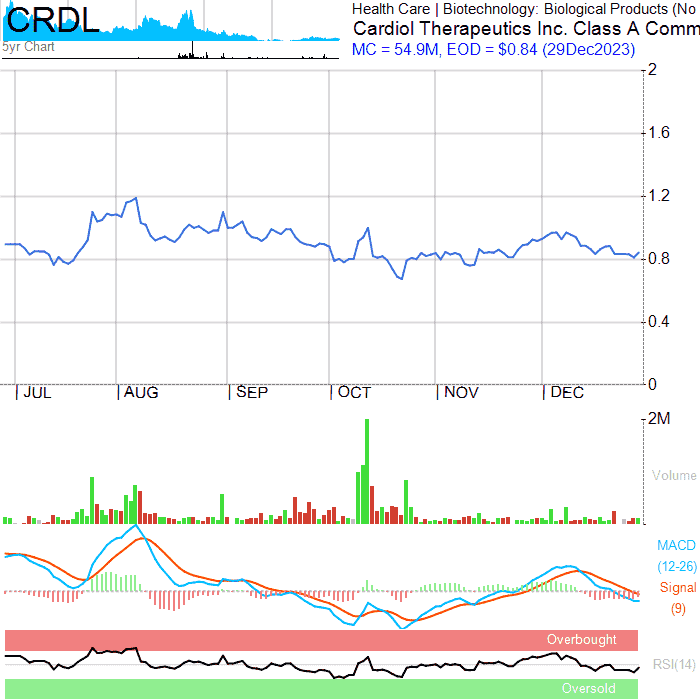 CRDL
5yr Chart
Health Care | Biotechnology: Biological Products (No
Cardiol Therapeutics Inc. Class A Comm
MC = 54.9M, EOD = $0.84 (29Dec2023)
2
1.6
1.2
0.8
0.4
0
|JUL |AUG |SEP |OCT |NOV |DEC
2M
Volume
MACD
(12-26)
Signal
(9)
Overbought
RSI(14)
Oversold